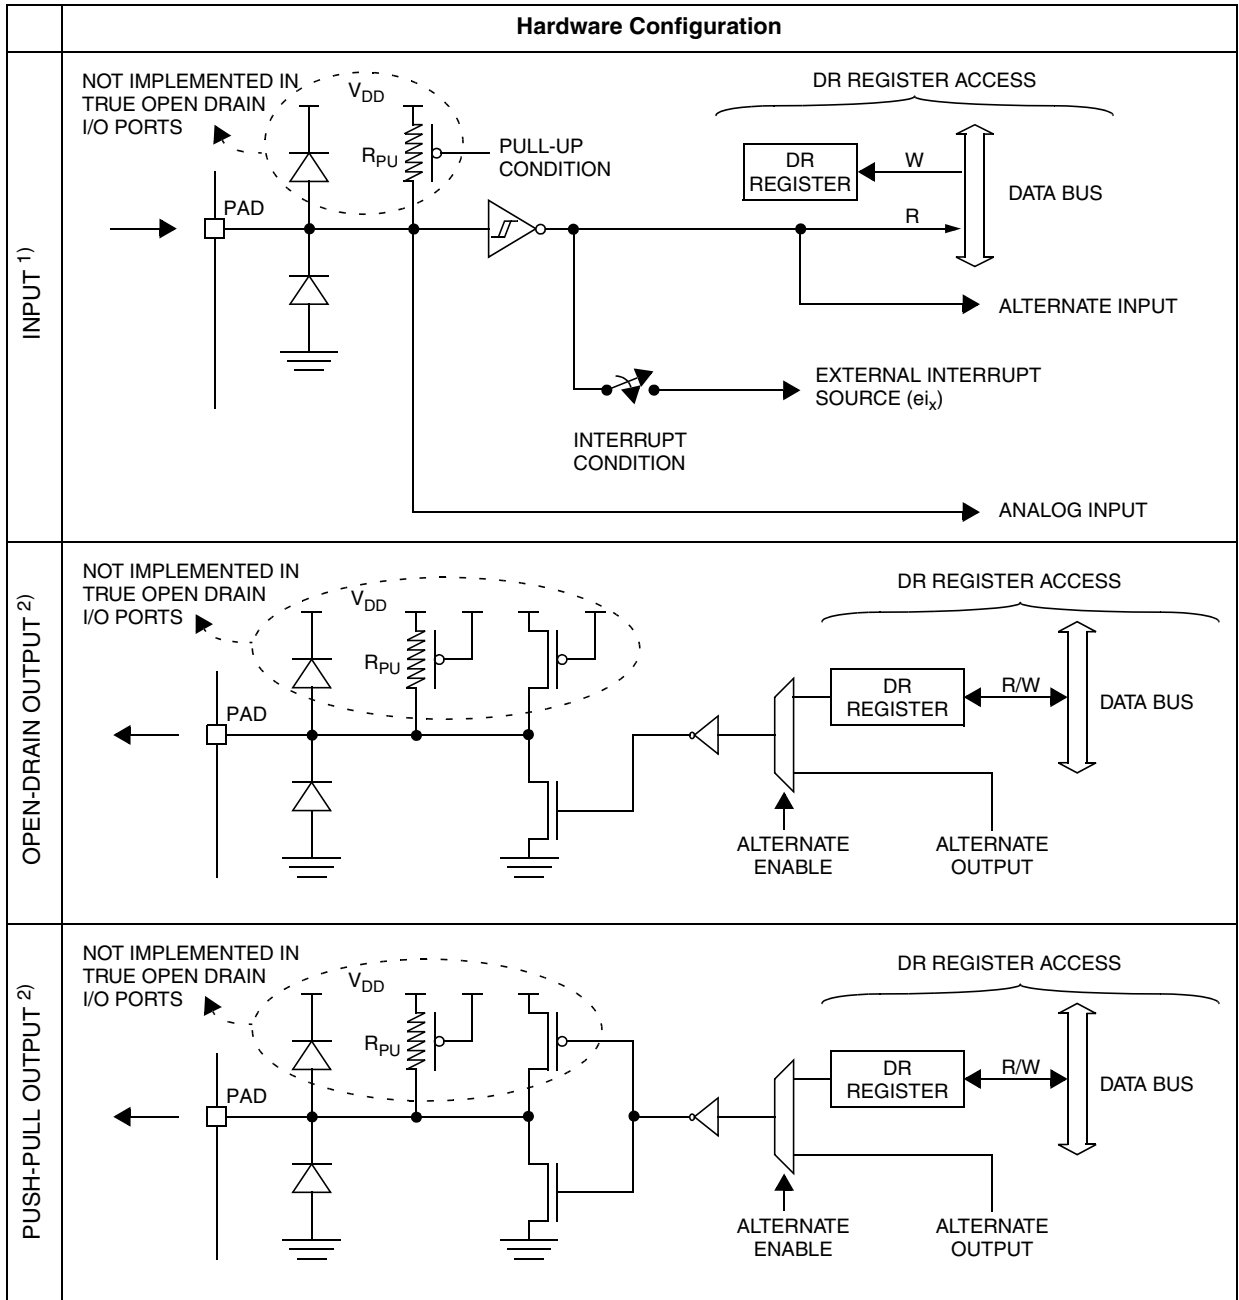 Hardware Configuration
INPUT 1)
NOT IMPLEMENTED IN
TRUE OPEN DRAIN
I/O PORTS
VDD
RPU
PULL-UP
CONDITION
PAD
DR REGISTER ACCESS
DR
REGISTER
W
R
DATA BUS
ALTERNATE INPUT
EXTERNAL INTERRUPT
SOURCE (eix)
INTERRUPT
CONDITION
ANALOG INPUT
OPEN-DRAIN OUTPUT 2)
NOT IMPLEMENTED IN
TRUE OPEN DRAIN
I/O PORTS
VDD
RPU
PAD
DR REGISTER ACCESS
DR
REGISTER
R/W
DATA BUS
ALTERNATE
ENABLE
ALTERNATE
OUTPUT
PUSH-PULL OUTPUT 2)
NOT IMPLEMENTED IN
TRUE OPEN DRAIN
I/O PORTS
VDD
RPU
PAD
DR REGISTER ACCESS
DR
REGISTER
R/W
DATA BUS
ALTERNATE
ENABLE
ALTERNATE
OUTPUT